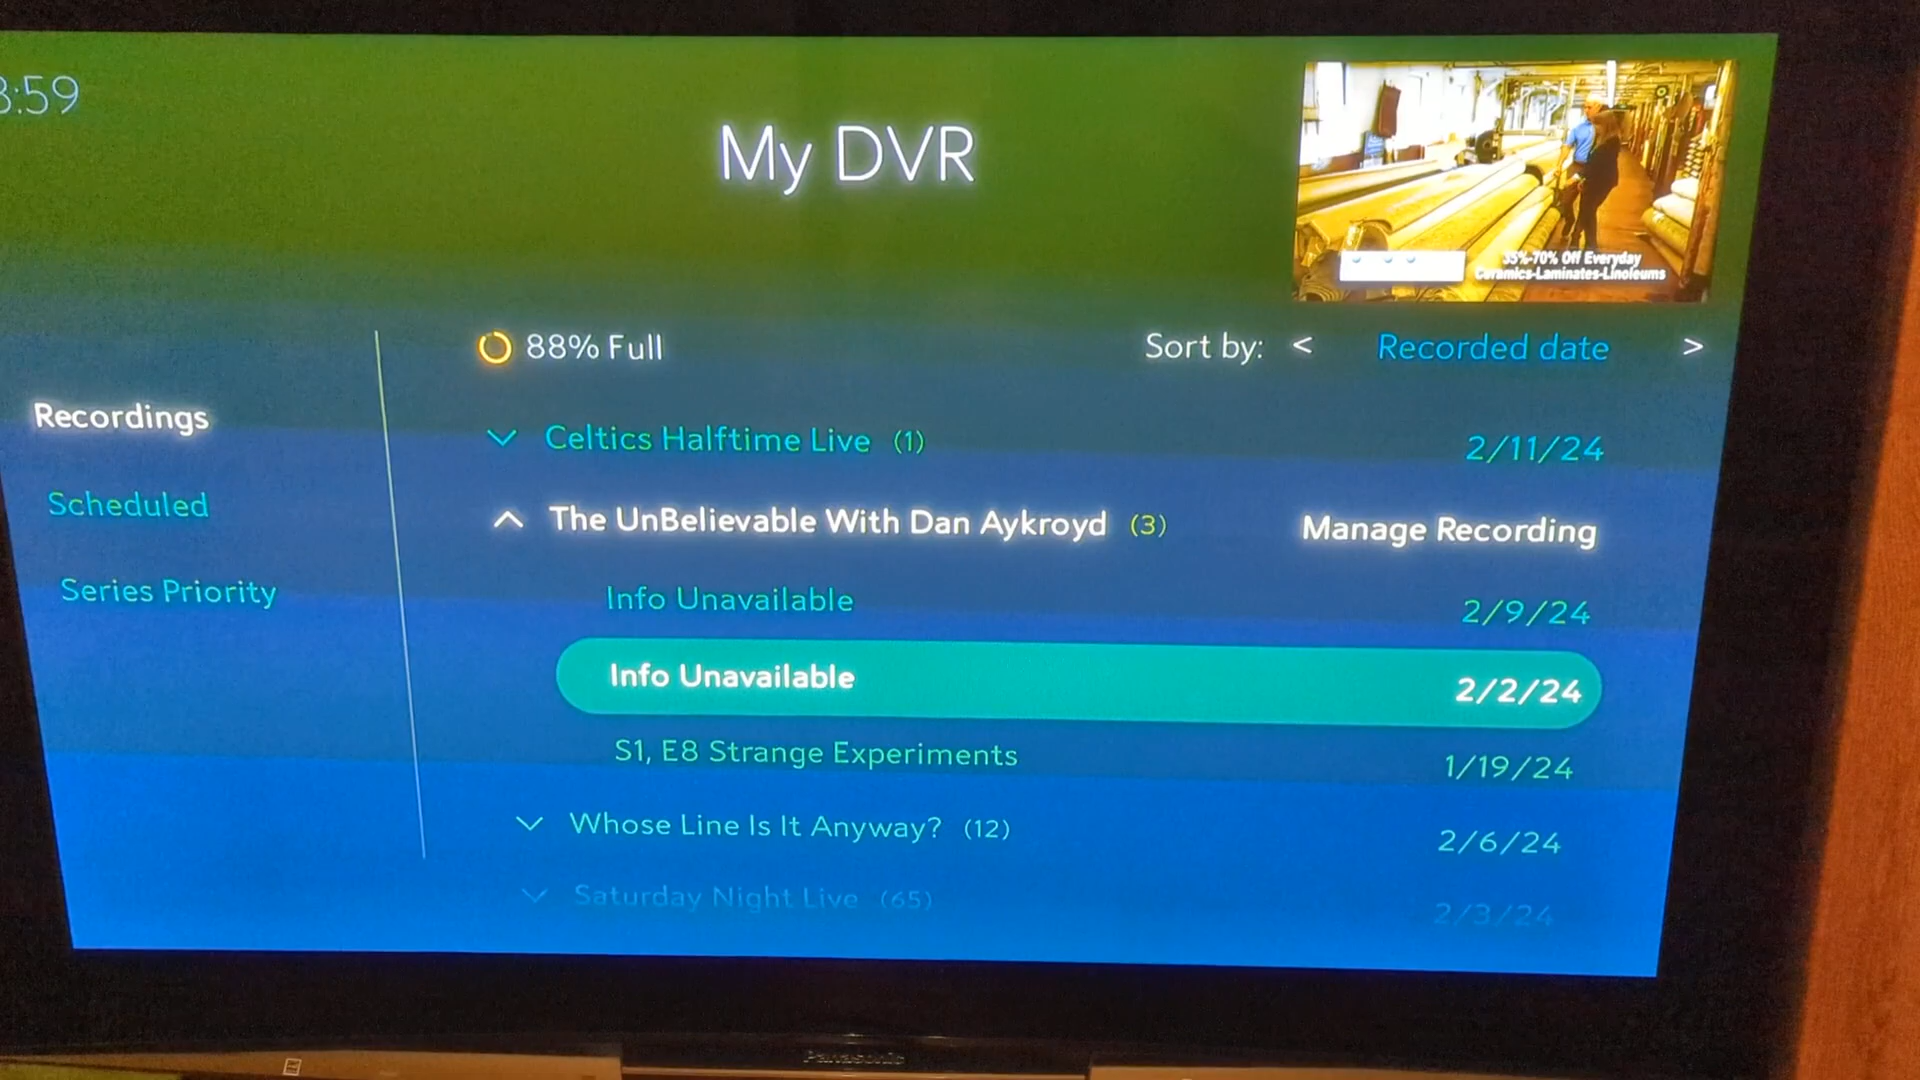 :59
My DVR
35%-70% Off Everyday
Ceramics-Laminates-Linoleums
88% Full
Sort by: < Recorded date >
Recordings
Scheduled
Series Priority
Celtics Halftime Live (1) 2/11/24
The UnBelievable With Dan Aykroyd (3) Manage Recording
Info Unavailable 2/9/24
Info Unavailable 2/2/24
S1, E8 Strange Experiments 1/19/24
Whose Line Is It Anyway? (12) 2/6/24
Saturday Night Live (65) 2/3/24
Panasonic